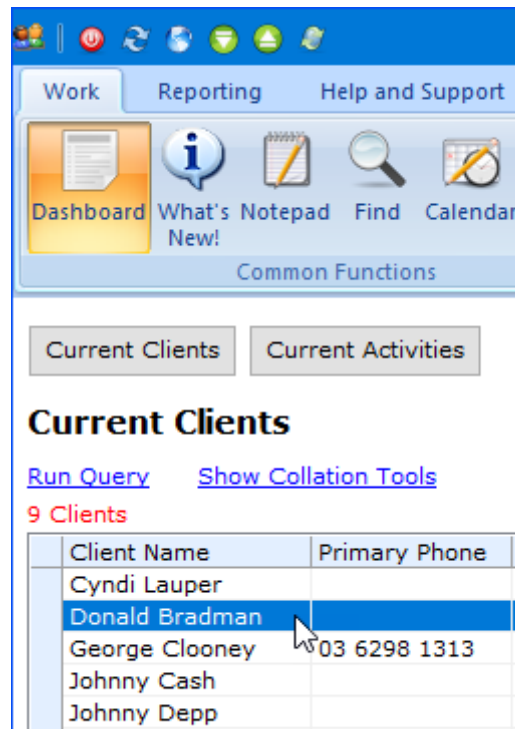 Work Reporting Help and Support
Dashboard What's New! Notepad Find Calendar
Common Functions
Current Clients Current Activities
Current Clients
Run Query Show Collation Tools
9 Clients
Client Name Primary Phone
Cyndi Lauper
Donald Bradman
George Clooney 03 6298 1313
Johnny Cash
Johnny Depp